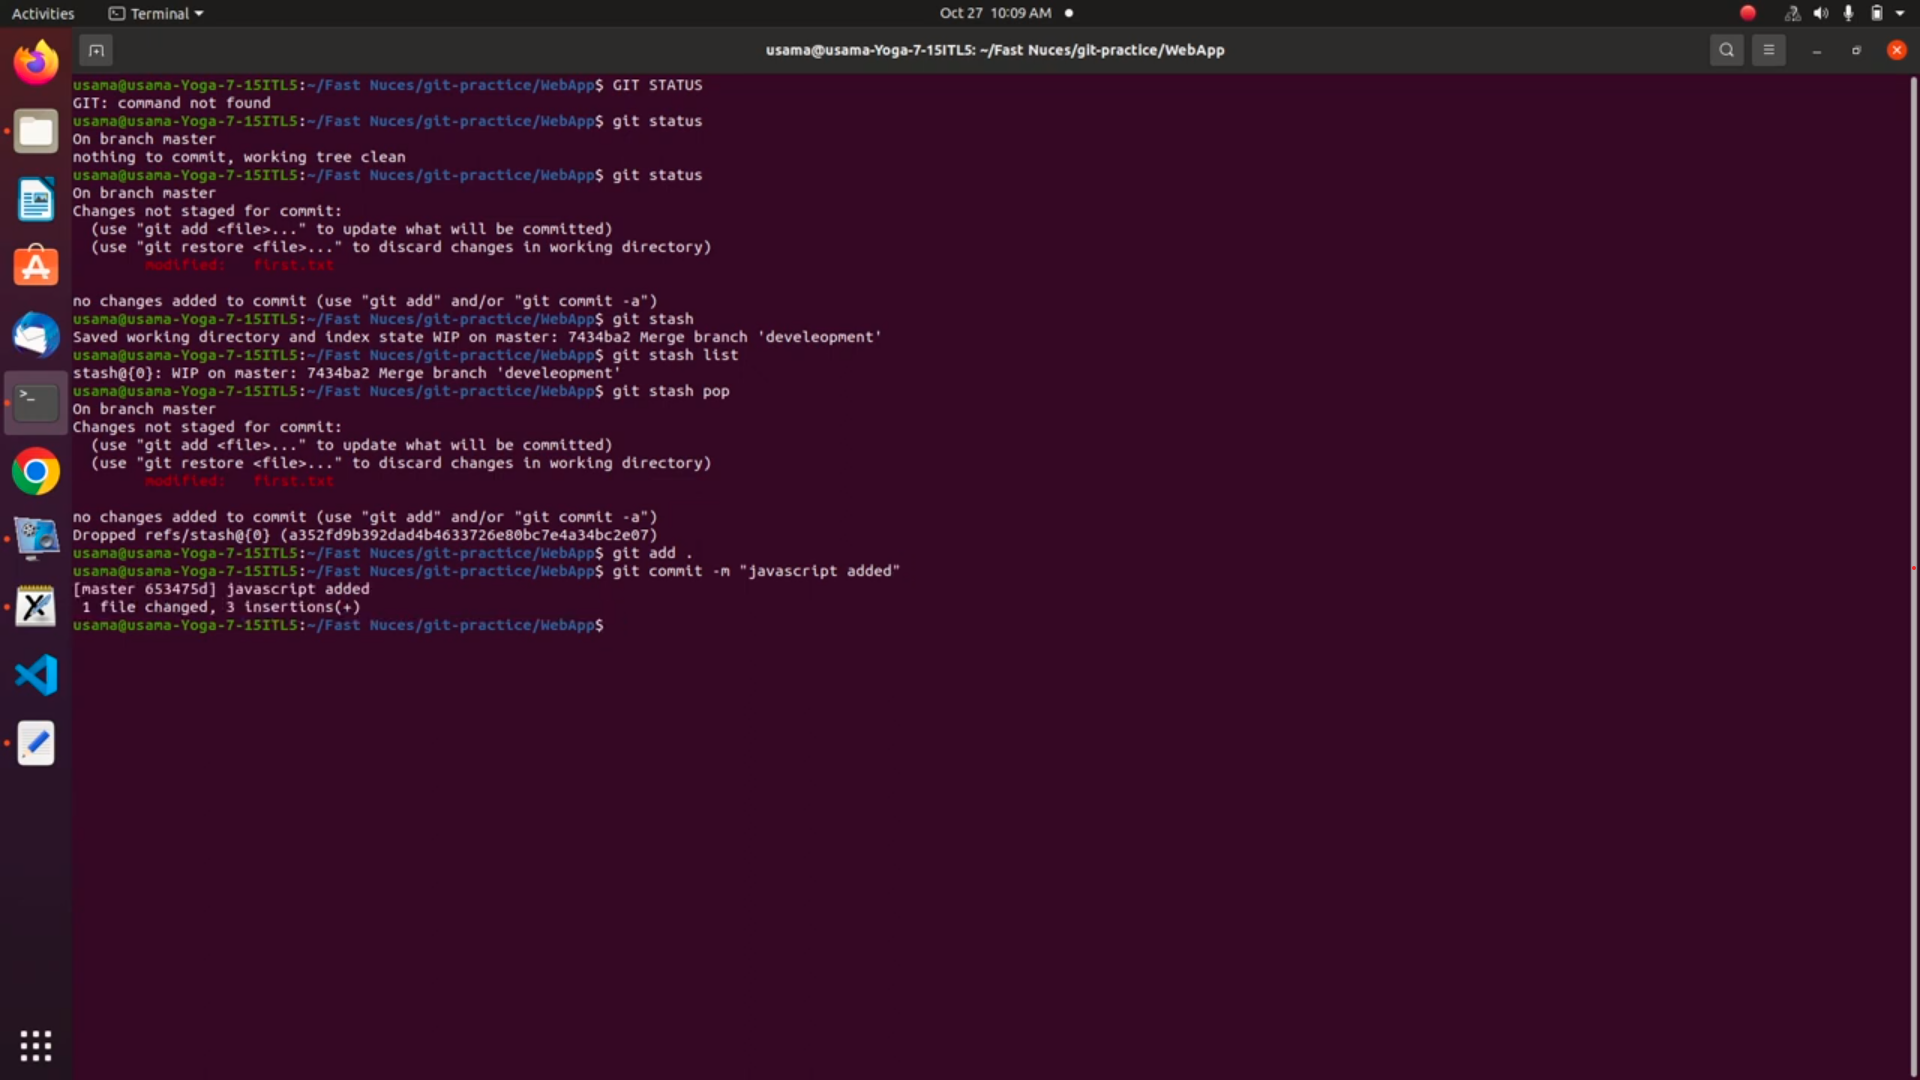 Activities
Terminal
Oct 27 10:09 AM
usama@usama-Yoga-7-15ITL5: ~/Fast Nuces/git-practice/WebApp
usama@usama-Yoga-7-15ITL5:~/Fast Nuces/git-practice/WebApp$ GIT STATUS
GIT: command not found
usama@usama-Yoga-7-15ITL5:~/Fast Nuces/git-practice/WebApp$ git status
On branch master
nothing to commit, working tree clean
usama@usama-Yoga-7-15ITL5:~/Fast Nuces/git-practice/WebApp$ git status
On branch master
Changes not staged for commit:
  (use "git add <file>..." to update what will be committed)
  (use "git restore <file>..." to discard changes in working directory)
        modified:   first.txt
no changes added to commit (use "git add" and/or "git commit -a")
usama@usama-Yoga-7-15ITL5:~/Fast Nuces/git-practice/WebApp$ git stash
Saved working directory and index state WIP on master: 7434ba2 Merge branch 'develeopment'
usama@usama-Yoga-7-15ITL5:~/Fast Nuces/git-practice/WebApp$ git stash list
stash@{0}: WIP on master: 7434ba2 Merge branch 'develeopment'
usama@usama-Yoga-7-15ITL5:~/Fast Nuces/git-practice/WebApp$ git stash pop
On branch master
Changes not staged for commit:
  (use "git add <file>..." to update what will be committed)
  (use "git restore <file>..." to discard changes in working directory)
        modified:   first.txt
no changes added to commit (use "git add" and/or "git commit -a")
Dropped refs/stash@{0} (a352fd9b392dad4b4633726e80bc7e4a34bc2e07)
usama@usama-Yoga-7-15ITL5:~/Fast Nuces/git-practice/WebApp$ git add .
usama@usama-Yoga-7-15ITL5:~/Fast Nuces/git-practice/WebApp$ git commit -m "javascript added"
[master 653475d] javascript added
 1 file changed, 3 insertions(+)
usama@usama-Yoga-7-15ITL5:~/Fast Nuces/git-practice/WebApp$